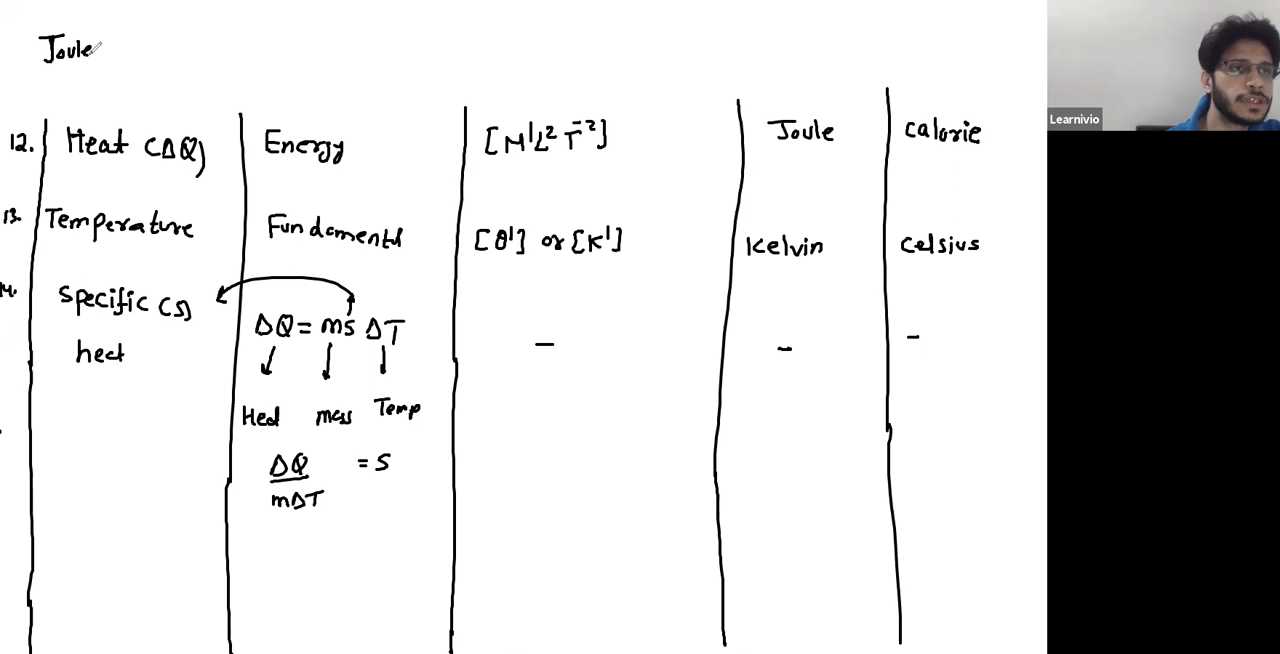 Joule
12. Heat (ΔQ) Energy [M¹L²T⁻²] Joule Calorie
13. Temperature Fundamental [θ¹] or [K¹] Kelvin Celsius
14. Specific (S) ΔQ = ms ΔT - - -
heat
Heat mass Temp
ΔQ = S
mΔT
Learnivio